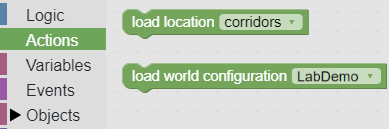 Logic
Actions
Variables
Events
Objects
load location corridors
load world configuration LabDemo